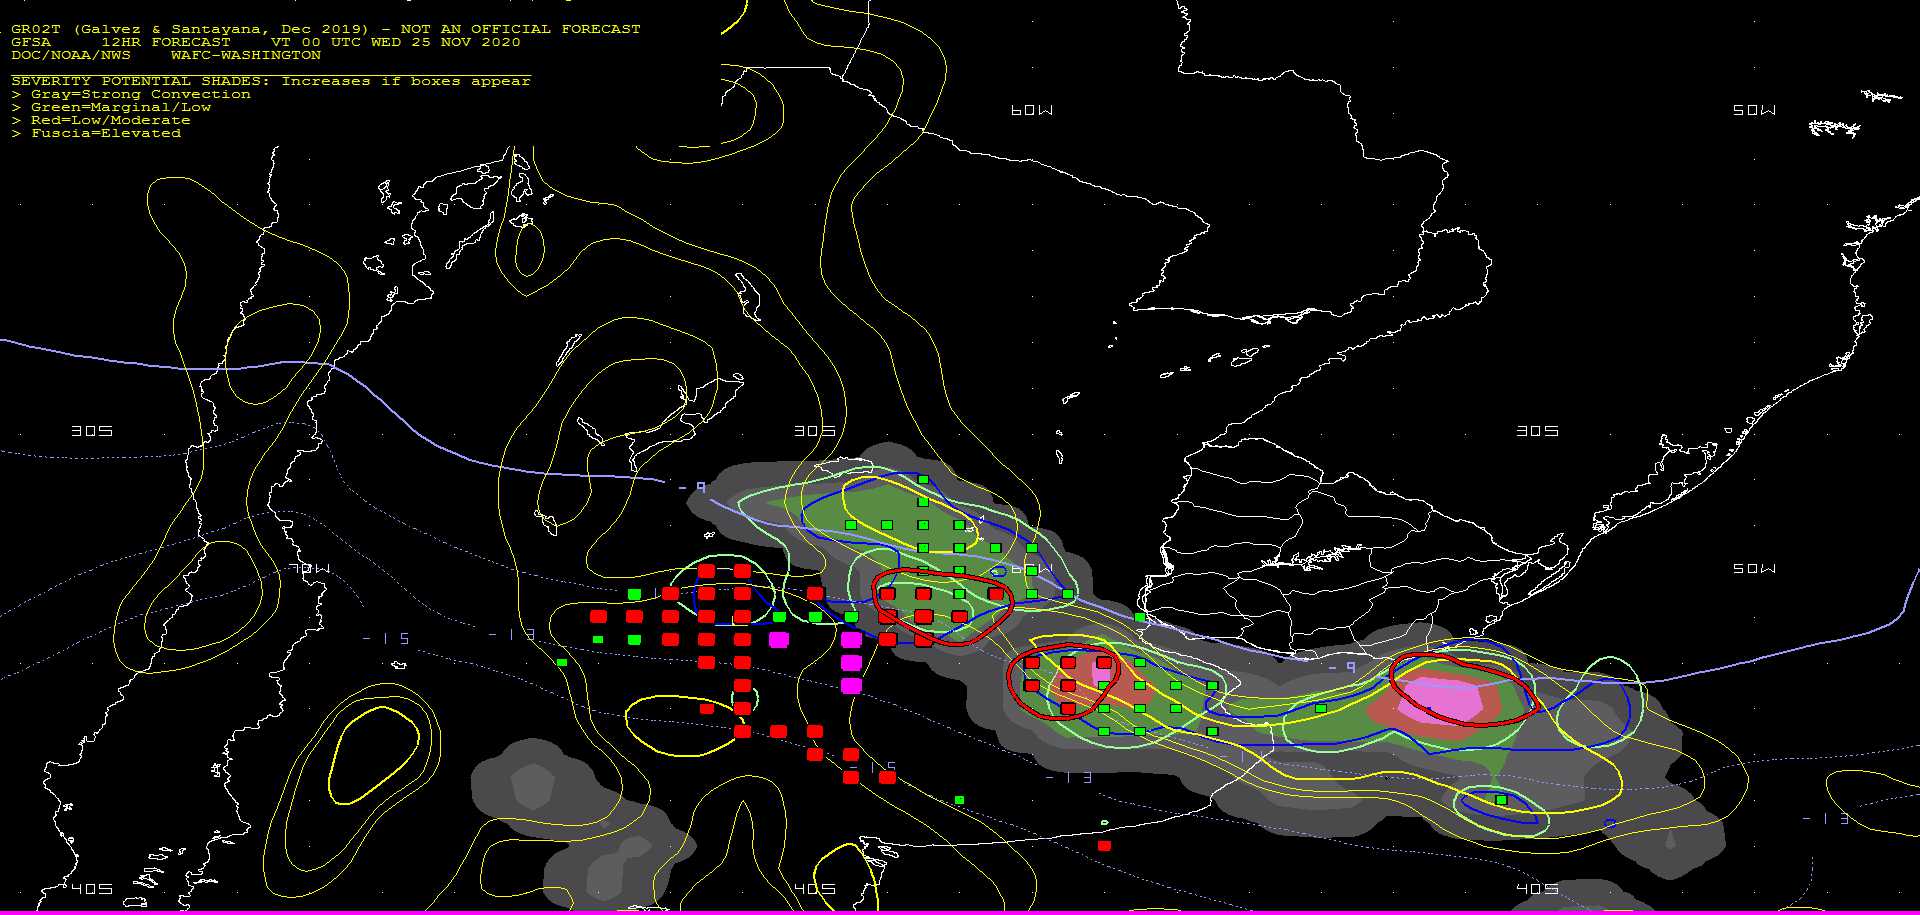 GR02T (Galvez & Santayana, Dec 2019) – NOT AN OFFICIAL FORECAST
GFSA 12HR FORECAST VT 00 UTC WED 25 NOV 2020
DOC/NOAA/NWS WAFC–WASHINGTON
SEVERITY POTENTIAL SHADES: Increases if boxes appear
> Gray=Strong Convection
> Green=Marginal/Low
> Red=Low/Moderate
> Fuscia=Elevated
60W
50W
30S
30S
30S
-9
70W
60W
50W
-15
-13
-9
-15
-13
-13
40S
40S
40S